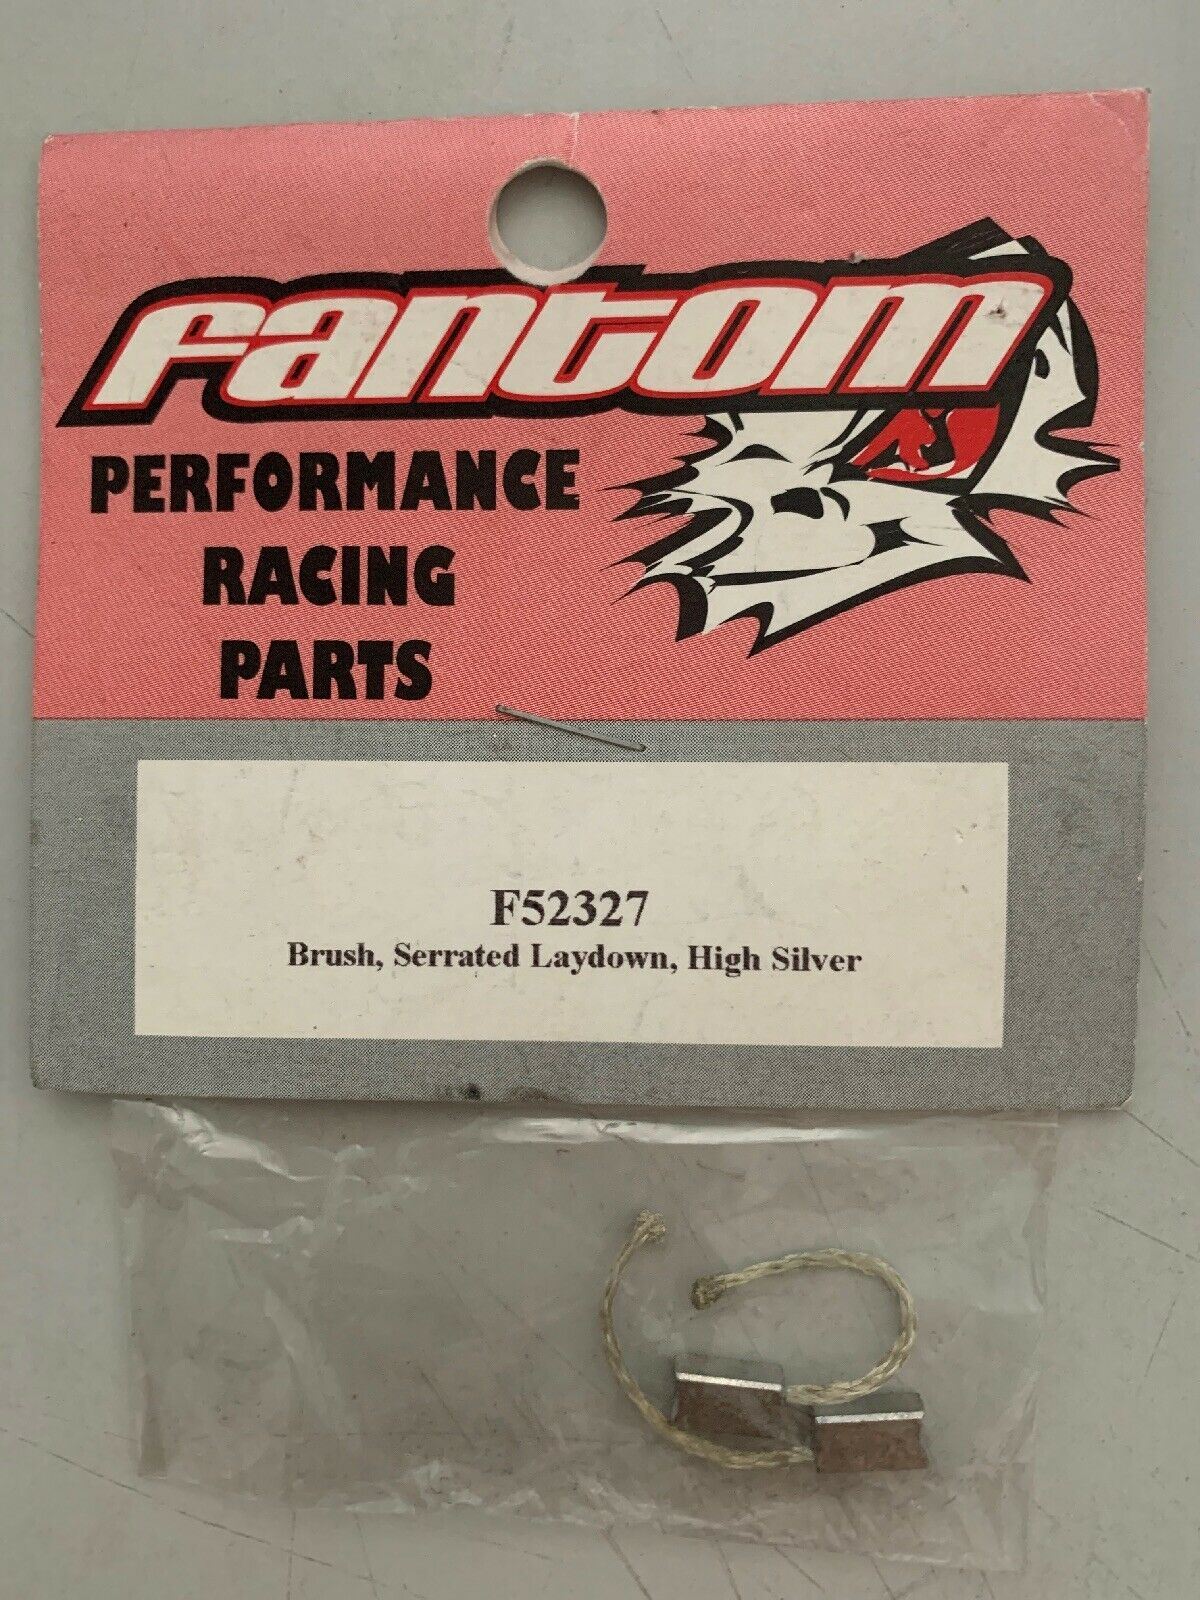 fantom
PERFORMANCE
RACING
PARTS
F52327
Brush, Serrated Laydown, High Silver